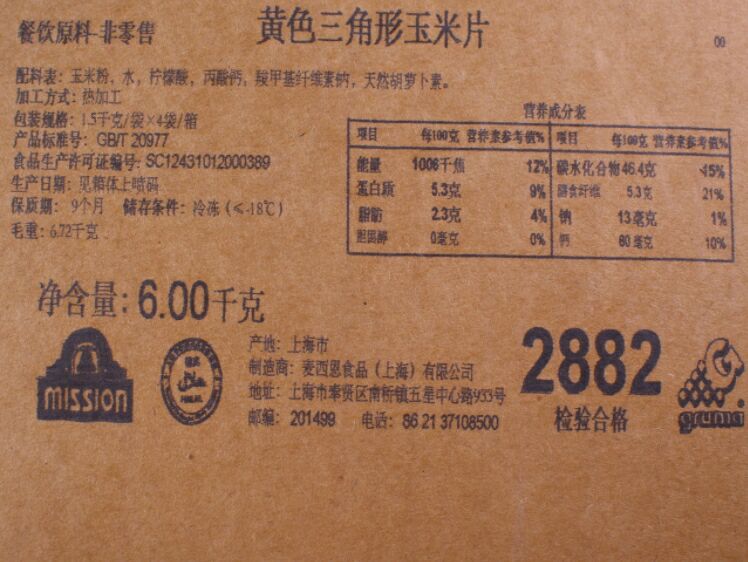 餐饮原料-非零售
黄色三角形玉米片
00
配料表：玉米粉，水，柠檬酸，丙酸钙，羧甲基纤维素钠，天然胡萝卜素。
加工方式：热加工
包装规格：1.5千克/袋×4袋/箱
产品标准号：GB/T 20977
食品生产许可证编号：SC12431012000389
生产日期：见箱体上喷码
保质期：9个月 储存条件：冷冻（≤-18℃）
毛重：6.72千克
营养成分表
项目 每100克 营养素参考值% 项目 每100克 营养素参考值%
能量 1006千焦 12% 碳水化合物 46.4克 15%
蛋白质 5.3克 9% 膳食纤维 5.3克 21%
脂肪 2.3克 4% 钠 13毫克 1%
胆固醇 0毫克 0% 钙 80毫克 10%
净含量：6.00千克
mission
HALAL
产地：上海市
制造商：麦西恩食品（上海）有限公司
地址：上海市奉贤区南桥镇五星中心路933号
邮编：201499 电话：86 21 37108500
2882
检验合格
gruma